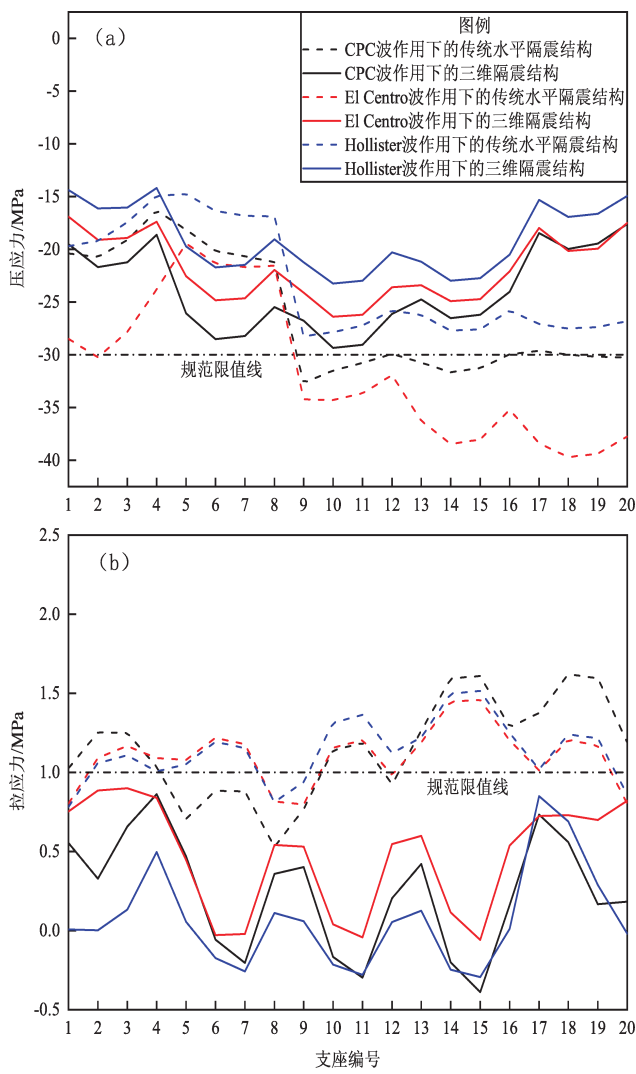 (a)
图例
CPC波作用下的传统水平隔震结构
CPC波作用下的三维隔震结构
El Centro波作用下的传统水平隔震结构
El Centro波作用下的三维隔震结构
Hollister波作用下的传统水平隔震结构
Hollister波作用下的三维隔震结构
压应力/MPa
0
-5
-10
-15
-20
-25
-30
-35
-40
规范限值线
1 2 3 4 5 6 7 8 9 10 11 12 13 14 15 16 17 18 19 20
(b)
拉应力/MPa
2.5
2.0
1.5
1.0
0.5
0.0
-0.5
规范限值线
1 2 3 4 5 6 7 8 9 10 11 12 13 14 15 16 17 18 19 20
支座编号